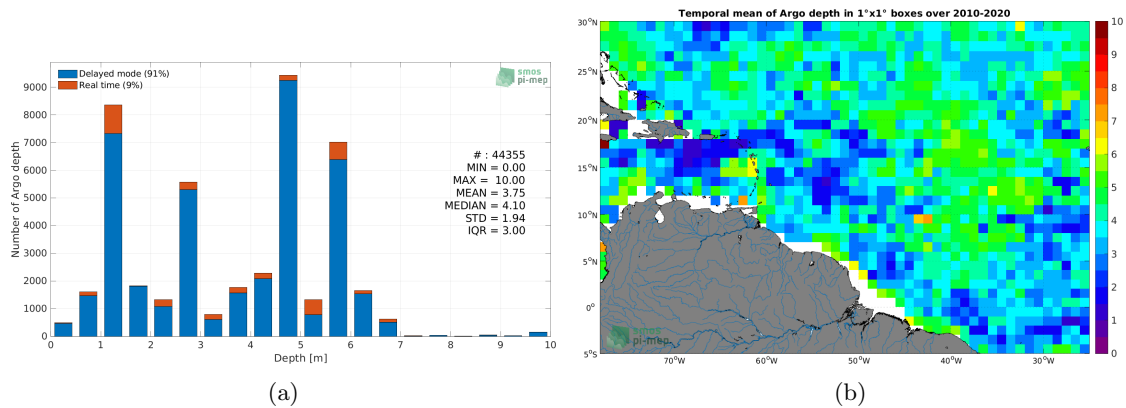 Delayed mode (91%)
Real time (9%)
smos
pi-mep
Number of Argo depth
9000
8000
7000
6000
5000
4000
3000
2000
1000
0
# : 44355
MIN = 0.00
MAX = 10.00
MEAN = 3.75
MEDIAN = 4.10
STD = 1.94
IQR = 3.00
0 1 2 3 4 5 6 7 8 9 10
Depth [m]
(a)
Temporal mean of Argo depth in 1°x1° boxes over 2010-2020
30°N
25°N
20°N
15°N
10°N
5°N
0°
5°S
70°W 60°W 50°W 40°W 30°W
smos
pi-mep
10
9
8
7
6
5
4
3
2
1
0
(b)